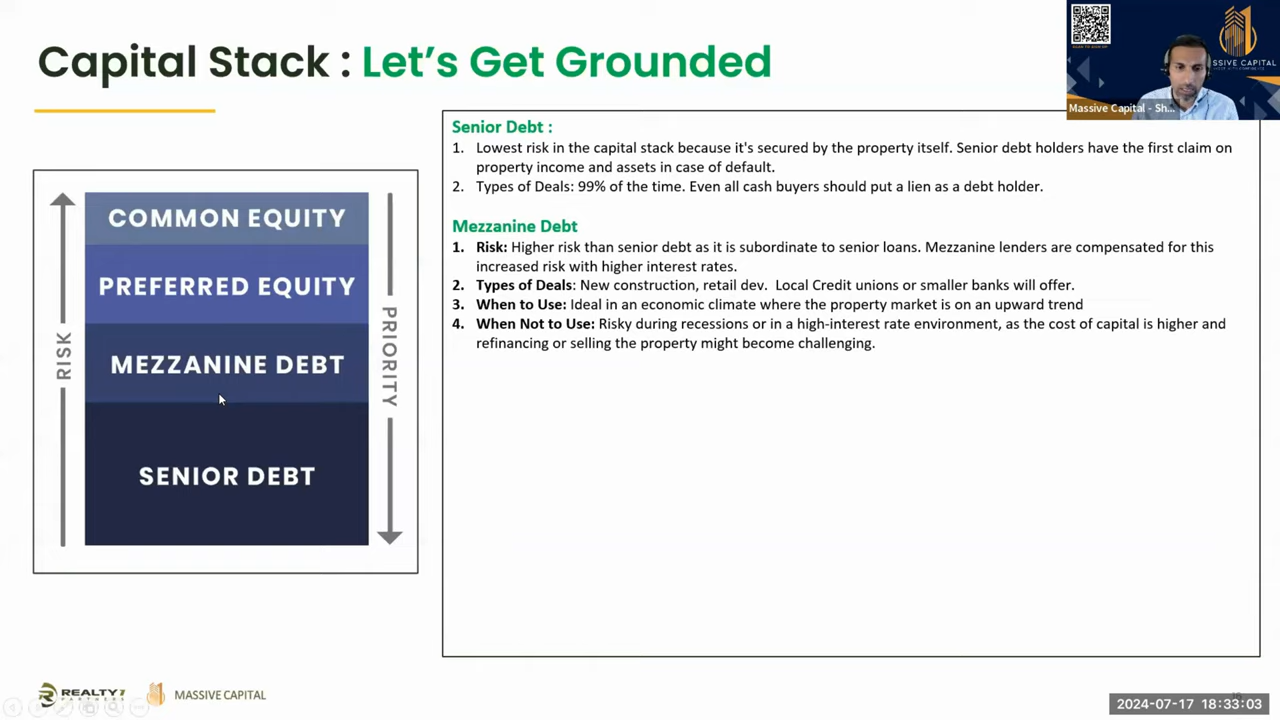 Capital Stack : Let's Get Grounded
SCAN TO SIGN UP
SSIVE CAPITAL
Massive Capital - Sh...
Senior Debt :
1. Lowest risk in the capital stack because it's secured by the property itself. Senior debt holders have the first claim on
property income and assets in case of default.
2. Types of Deals: 99% of the time. Even all cash buyers should put a lien as a debt holder.
Mezzanine Debt
1. Risk: Higher risk than senior debt as it is subordinate to senior loans. Mezzanine lenders are compensated for this
increased risk with higher interest rates.
2. Types of Deals: New construction, retail dev. Local Credit unions or smaller banks will offer.
3. When to Use: Ideal in an economic climate where the property market is on an upward trend
4. When Not to Use: Risky during recessions or in a high-interest rate environment, as the cost of capital is higher and
refinancing or selling the property might become challenging.
RISK
COMMON EQUITY
PREFERRED EQUITY
MEZZANINE DEBT
SENIOR DEBT
PRIORITY
REALTY
PARTNERS
MASSIVE CAPITAL
2024-07-17 18:33:03